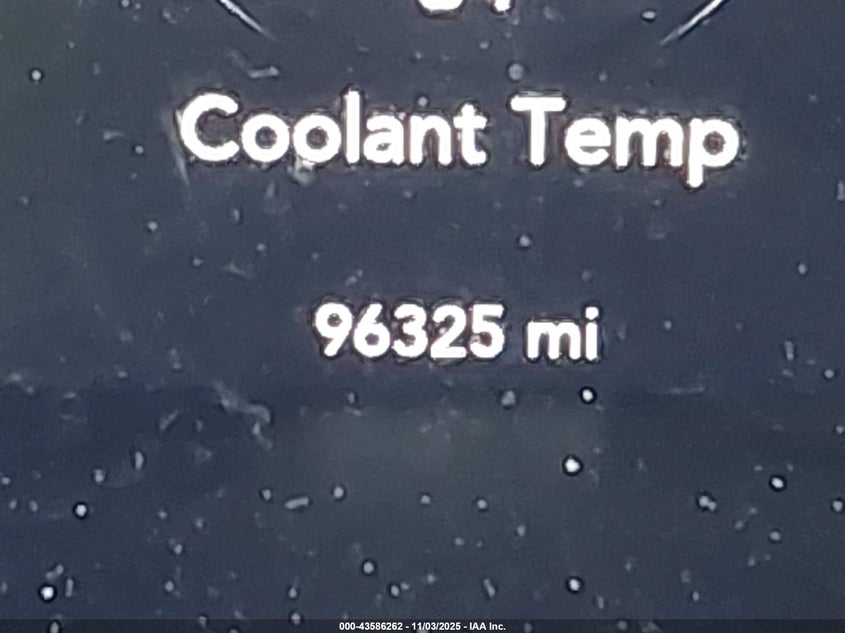 Coolant Temp
96325 mi
000-43586262 - 11/03/2025 - IAA Inc.